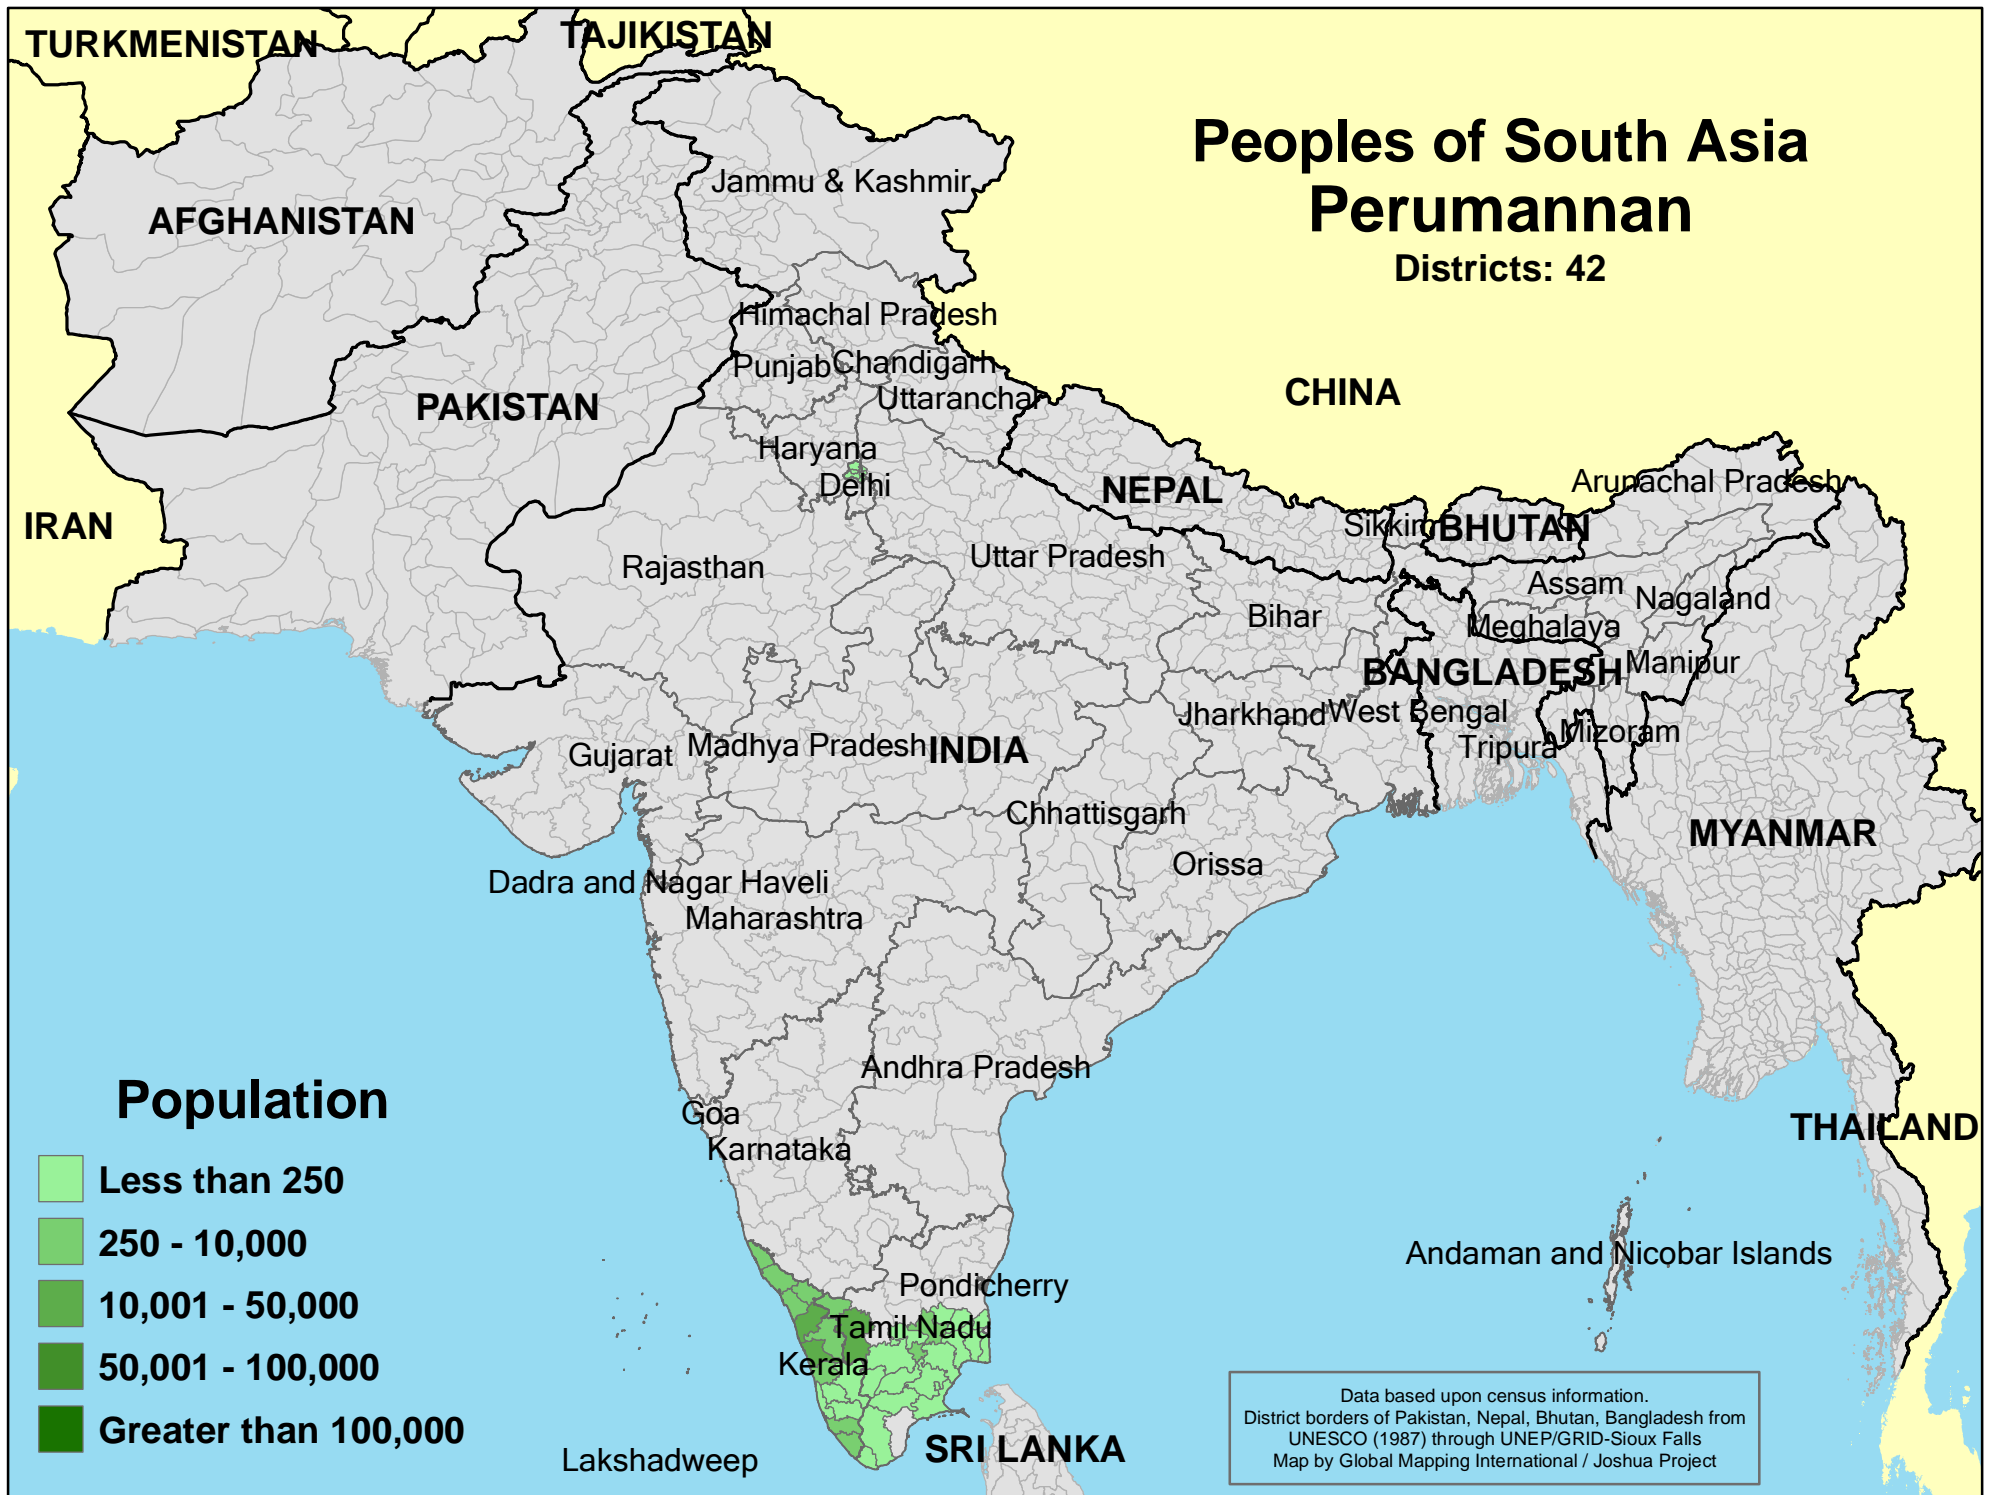 TURKMENISTAN
TAJIKISTAN
Peoples of South Asia
Perumannan
Districts: 42
Jammu & Kashmir
AFGHANISTAN
Himachal Pradesh
Punjab
Chandigarh
Uttaranchal
CHINA
PAKISTAN
Haryana
Delhi
NEPAL
Arunachal Pradesh
IRAN
Sikkim
BHUTAN
Rajasthan
Uttar Pradesh
Assam
Nagaland
Bihar
Meghalaya
BANGLADESH
Manipur
Jharkhand
West Bengal
Mizoram
Tripura
Gujarat
Madhya Pradesh
INDIA
Chhattisgarh
MYANMAR
Orissa
Dadra and Nagar Haveli
Maharashtra
Andhra Pradesh
Goa
Karnataka
THAILAND
Andaman and Nicobar Islands
Pondicherry
Tamil Nadu
Kerala
SRI LANKA
Lakshadweep
Population
Less than 250
250 - 10,000
10,001 - 50,000
50,001 - 100,000
Greater than 100,000
Data based upon census information.
District borders of Pakistan, Nepal, Bhutan, Bangladesh from
UNESCO (1987) through UNEP/GRID-Sioux Falls
Map by Global Mapping International / Joshua Project